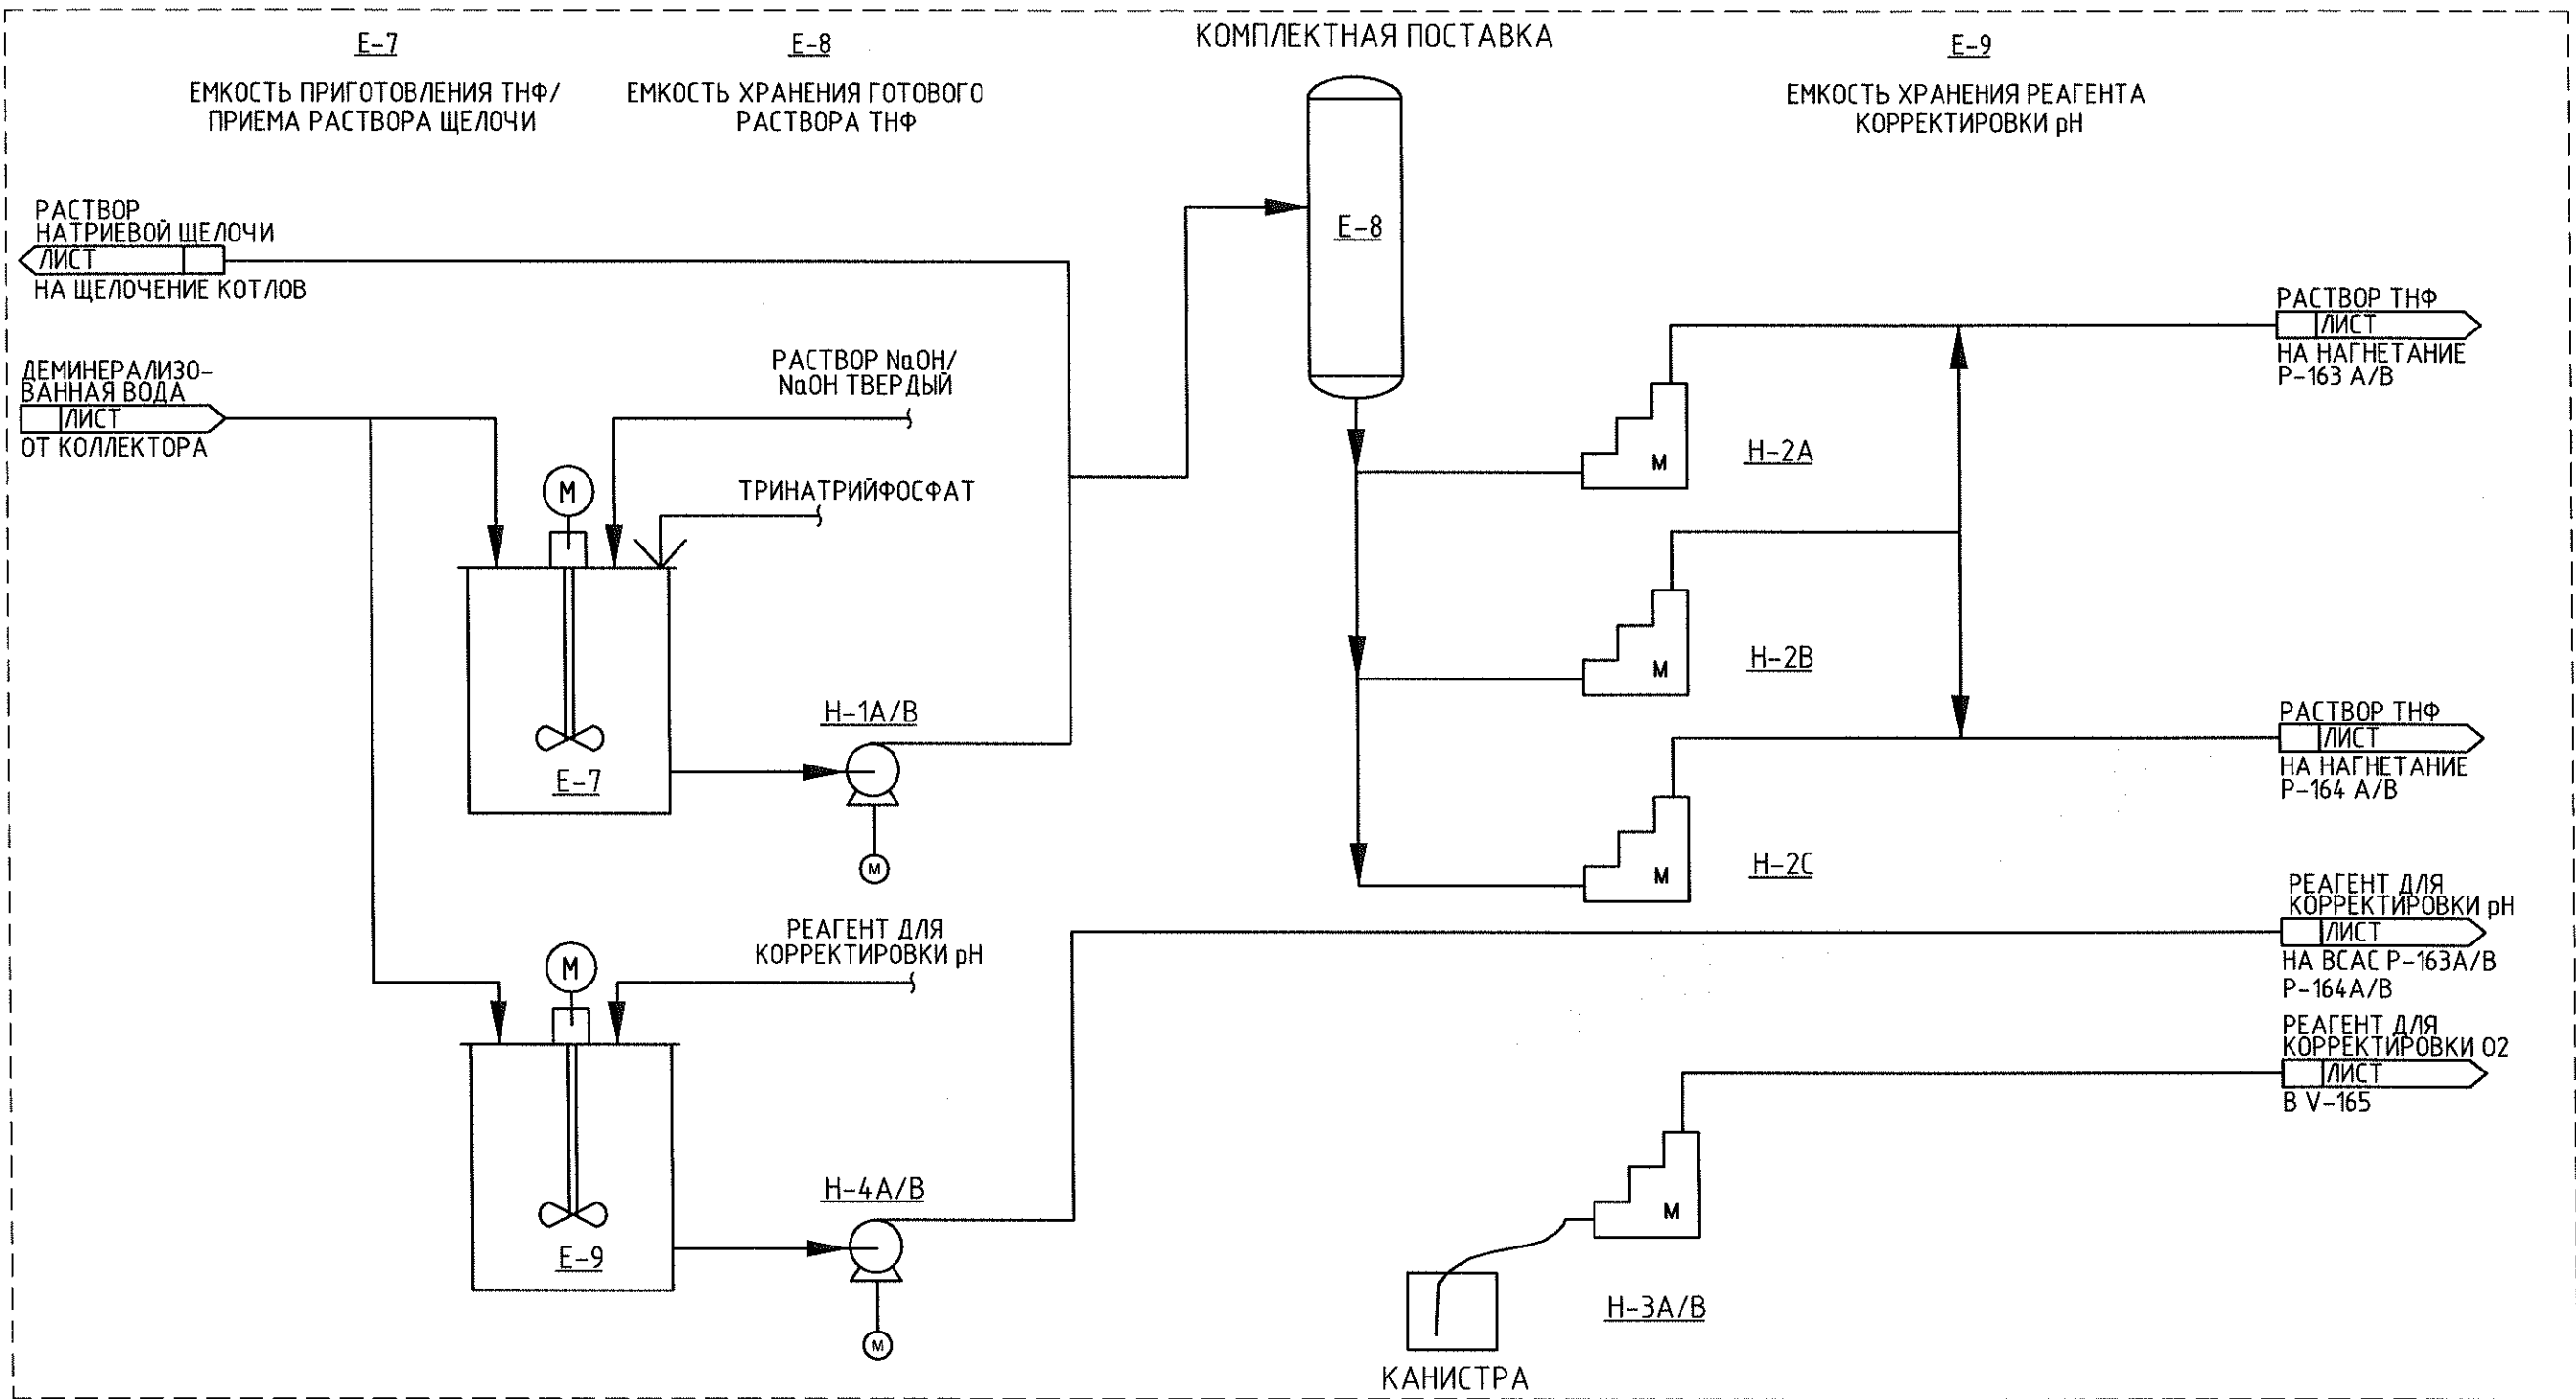 Е-7
ЕМКОСТЬ ПРИГОТОВЛЕНИЯ ТНФ/
ПРИЕМА РАСТВОРА ЩЕЛОЧИ
Е-8
ЕМКОСТЬ ХРАНЕНИЯ ГОТОВОГО
РАСТВОРА ТНФ
КОМПЛЕКТНАЯ ПОСТАВКА
Е-9
ЕМКОСТЬ ХРАНЕНИЯ РЕАГЕНТА
КОРРЕКТИРОВКИ рН
РАСТВОР
НАТРИЕВОЙ ЩЕЛОЧИ
ЛИСТ
НА ЩЕЛОЧЕНИЕ КОТЛОВ
ДЕМИНЕРАЛИЗО-
ВАННАЯ ВОДА
ЛИСТ
ОТ КОЛЛЕКТОРА
РАСТВОР NaOH/
NaOH ТВЕРДЫЙ
ТРИНАТРИЙФОСФАТ
М
Е-7
Н-1А/В
М
Е-8
М
Н-2А
М
Н-2В
М
Н-2С
РАСТВОР ТНФ
ЛИСТ
НА НАГНЕТАНИЕ
Р-163 А/В
РАСТВОР ТНФ
ЛИСТ
НА НАГНЕТАНИЕ
Р-164 А/В
РЕАГЕНТ ДЛЯ
КОРРЕКТИРОВКИ рН
ЛИСТ
НА ВСАС Р-163А/В
Р-164А/В
РЕАГЕНТ ДЛЯ
КОРРЕКТИРОВКИ О2
ЛИСТ
В V-165
РЕАГЕНТ ДЛЯ
КОРРЕКТИРОВКИ рН
М
Е-9
Н-4А/В
М
М
Н-3А/В
КАНИСТРА